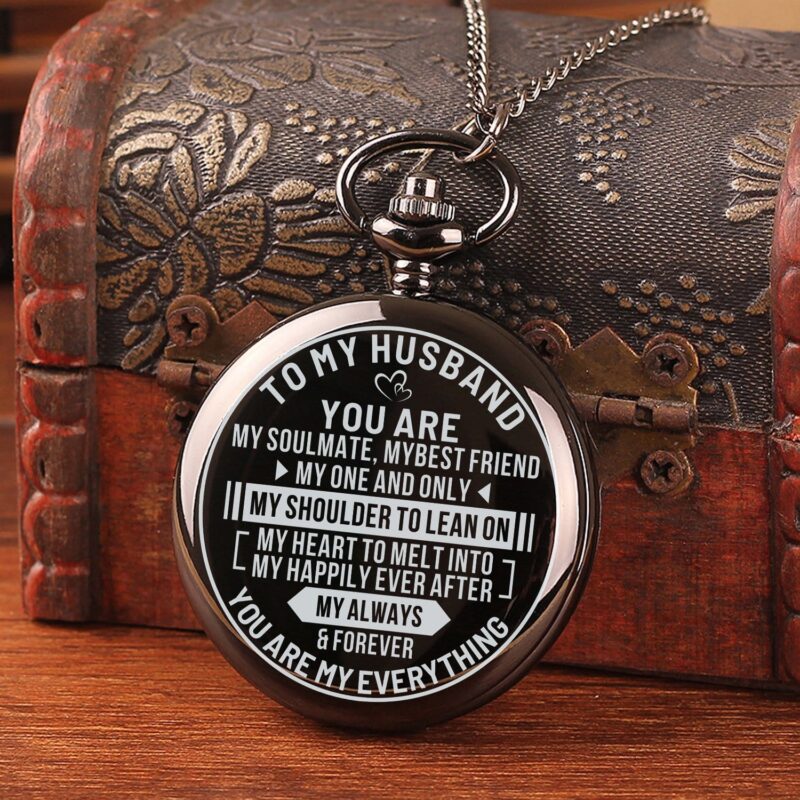 TO MY HUSBAND
YOU ARE
MY SOULMATE, MYBEST FRIEND
MY ONE AND ONLY
MY SHOULDER TO LEAN ON
MY HEART TO MELT INTO
MY HAPPILY EVER AFTER
MY ALWAYS
& FOREVER
YOU ARE MY EVERYTHING